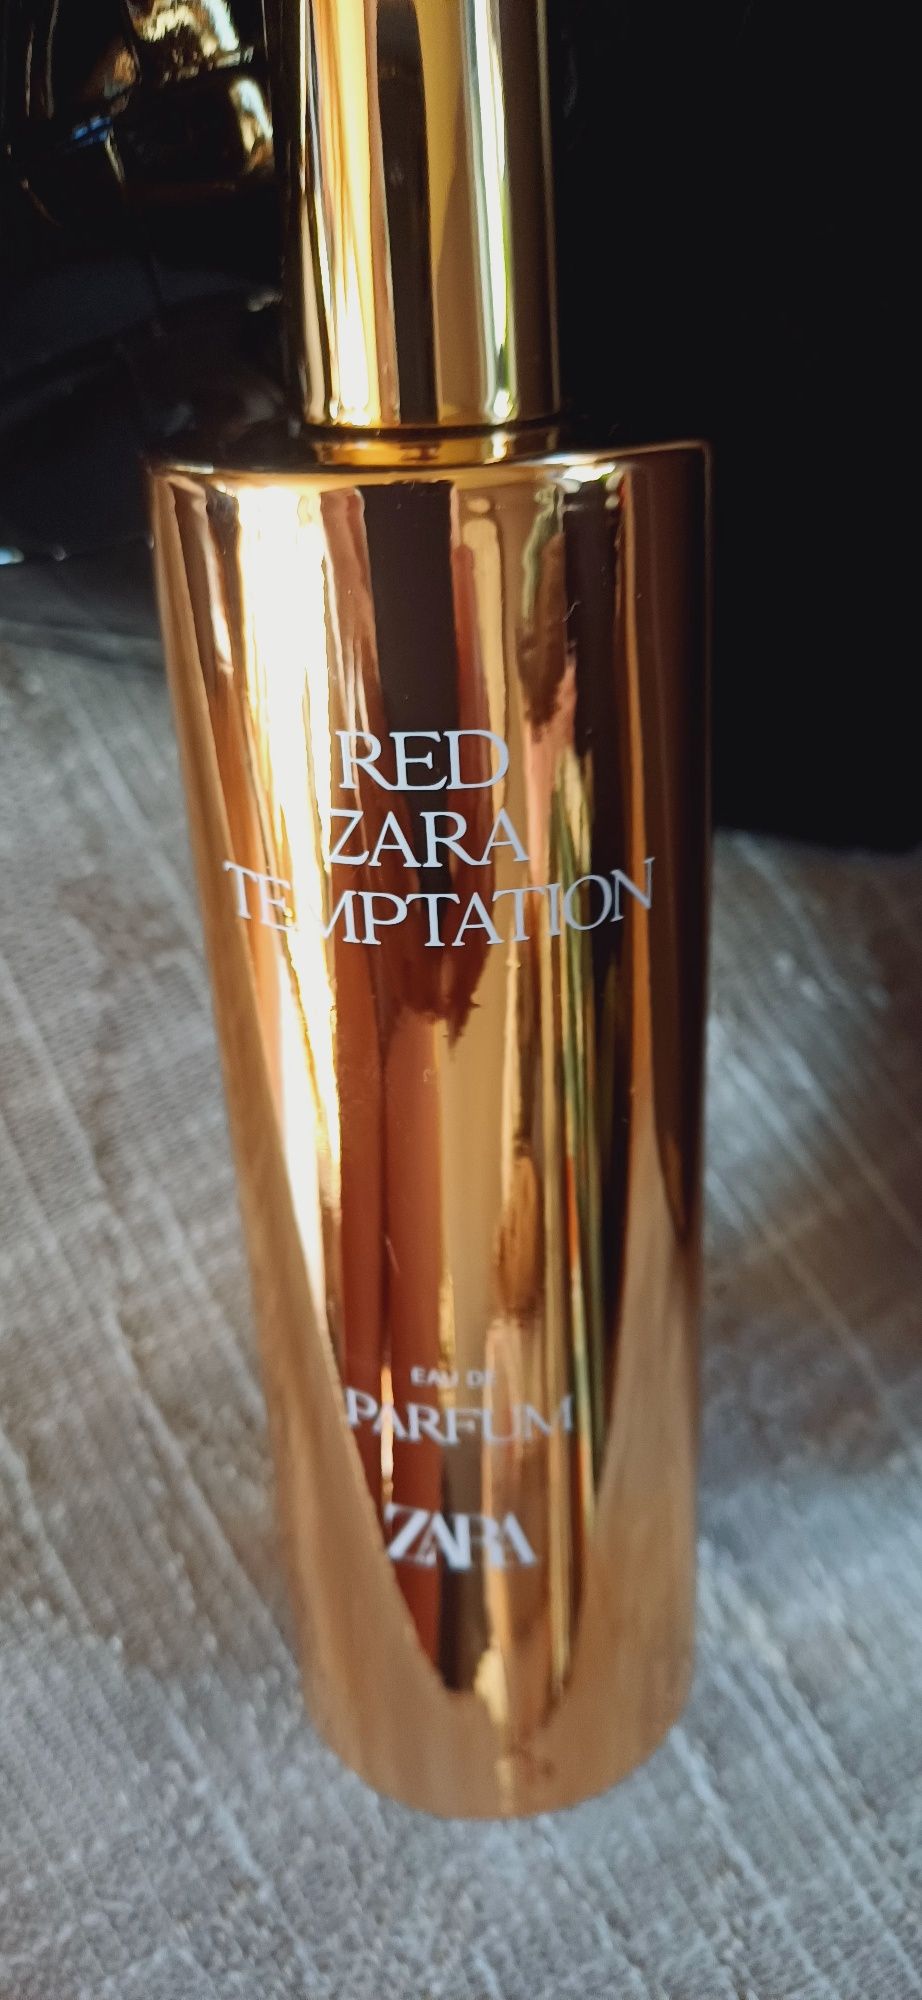 RED
ZARA
TEMPTATION
EAU DE
PARFUM
ZARA